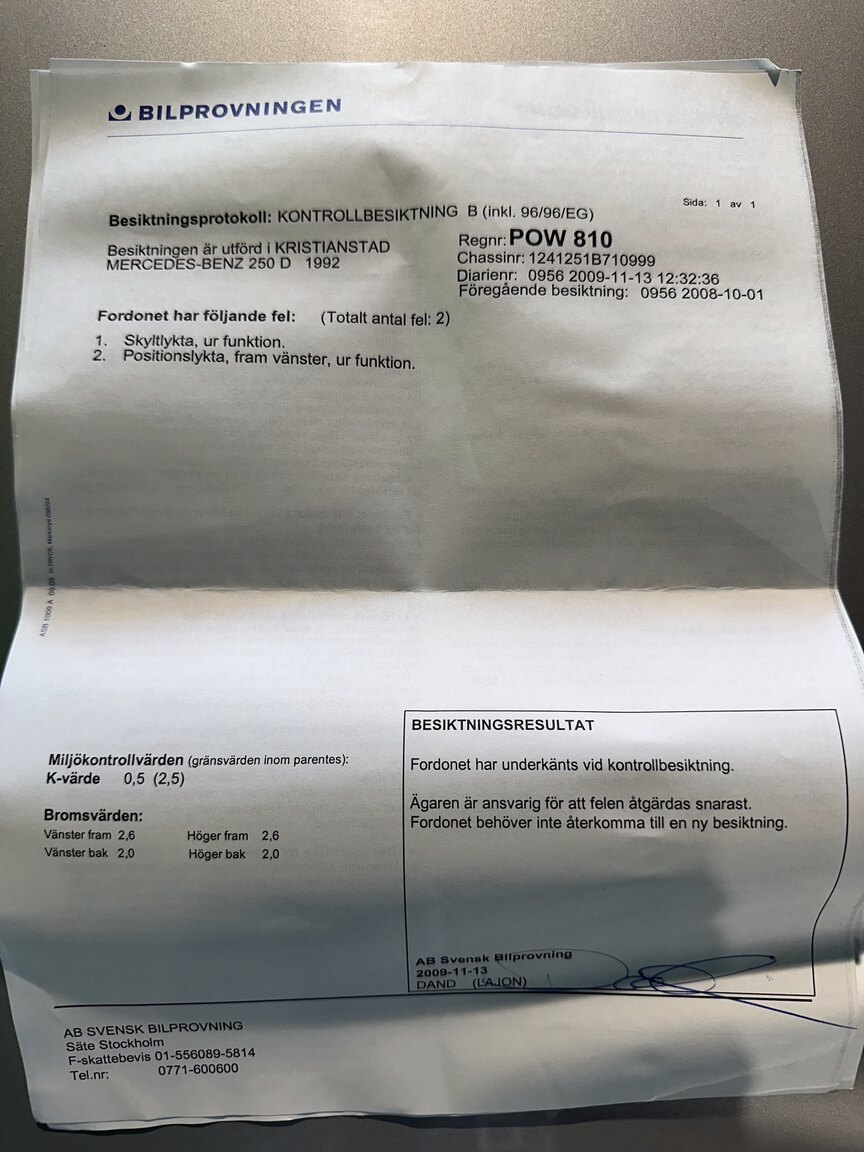 BILPROVNINGEN
Sida: 1 av 1
Besiktningsprotokoll: KONTROLLBESIKTNING B (inkl. 96/96/EG)
Besiktningen är utförd i KRISTIANSTAD
MERCEDES-BENZ 250 D 1992
Regnr: POW 810
Chassinr: 1241251B710999
Diarienr: 0956 2009-11-13 12:32:36
Föregående besiktning: 0956 2008-10-01
Fordonet har följande fel: (Totalt antal fel: 2)
1. Skyltlykta, ur funktion.
2. Positionslykta, fram vänster, ur funktion.
ASB 1009 A
Miljökontrollvärden (gränsvärden inom parentes):
K-värde 0,5 (2,5)
Bromsvärden:
Vänster fram 2,6 Höger fram 2,6
Vänster bak 2,0 Höger bak 2,0
BESIKTNINGSRESULTAT
Fordonet har underkänts vid kontrollbesiktning.
Ägaren är ansvarig för att felen åtgärdas snarast.
Fordonet behöver inte återkomma till en ny besiktning.
AB Svensk Bilprovning
2009-11-13
DAND
AB SVENSK BILPROVNING
Säte Stockholm
F-skattebevis 01-556089-5814
Tel.nr: 0771-600600